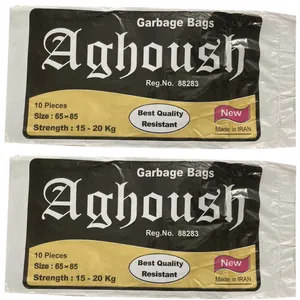 Garbage Bags
Aghoush
Reg.No. 88283
10 Pieces
Size : 65×85
Strength : 15 - 20 Kg
Best Quality
Resistant
New
Made in IRAN
Garbage Bags
Aghoush
Reg.No. 88283
10 Pieces
Size : 65×85
Strength : 15 - 20 Kg
Best Quality
Resistant
New
Made in IRAN